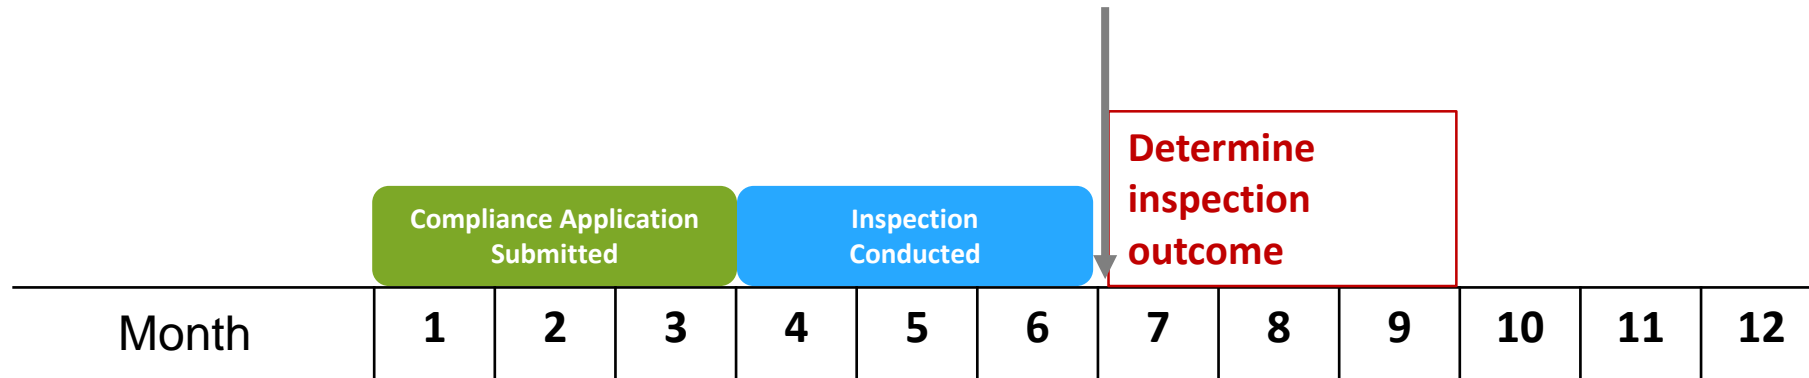 Determine
inspection
outcome
Compliance Application
Submitted
Inspection
Conducted
Month 1 2 3 4 5 6 7 8 9 10 11 12